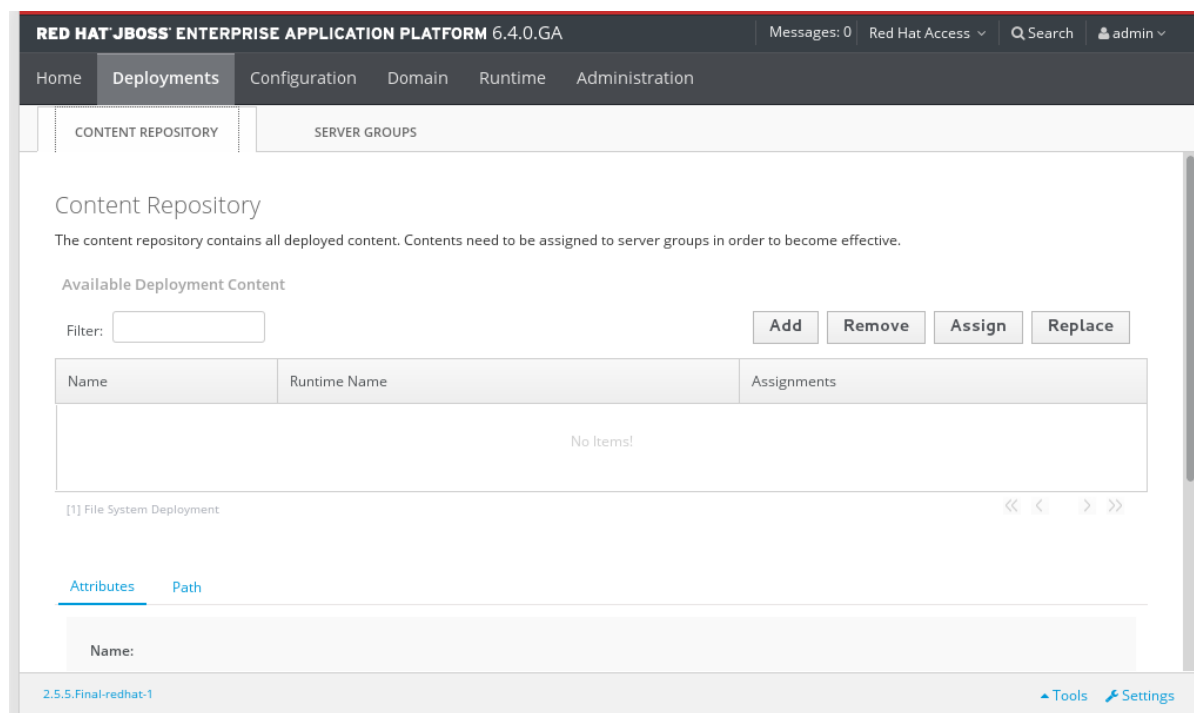 RED HAT JBOSS ENTERPRISE APPLICATION PLATFORM 6.4.0.GA Messages: 0 Red Hat Access Search admin
Home Deployments Configuration Domain Runtime Administration
CONTENT REPOSITORY SERVER GROUPS
Content Repository
The content repository contains all deployed content. Contents need to be assigned to server groups in order to become effective.
Available Deployment Content
Filter: Add Remove Assign Replace
Name Runtime Name Assignments
No Items!
[1] File System Deployment
Attributes Path
Name:
2.5.5.Final-redhat-1 Tools Settings